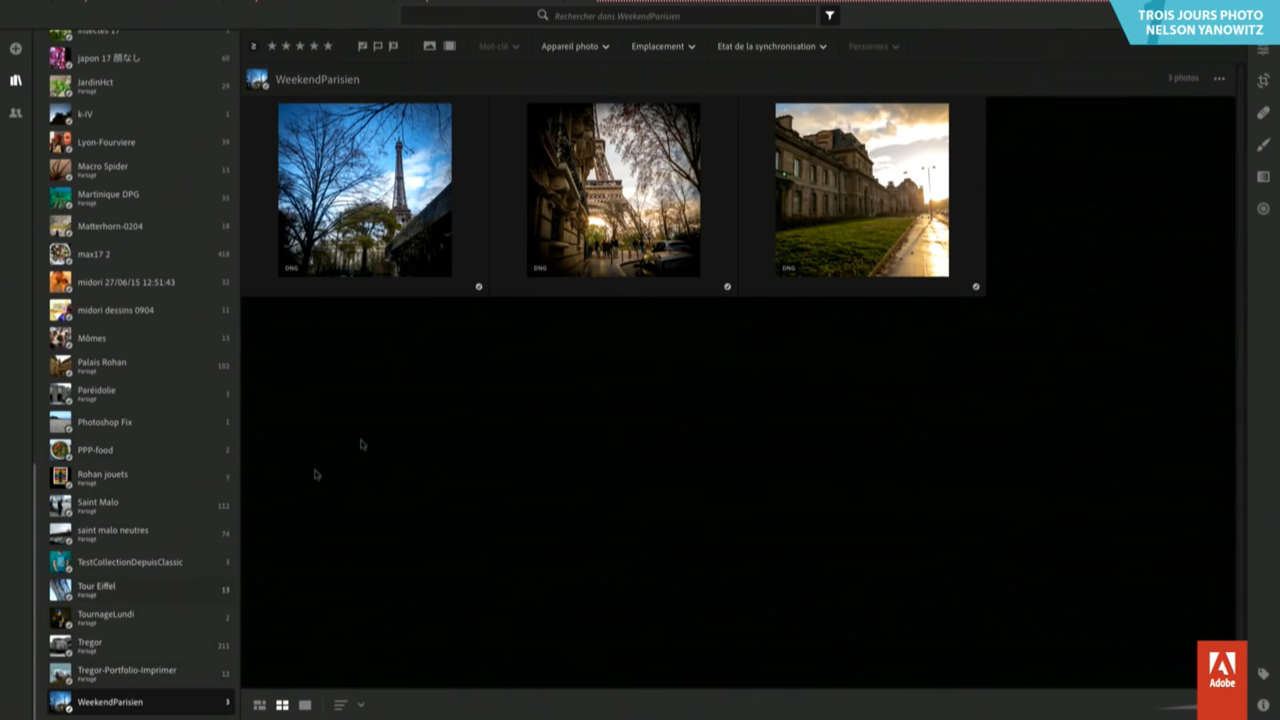 TROIS JOURS PHOTO
NELSON YANOWITZ
Rechercher dans WeekendParisien
Mot-clé
Appareil photo
Emplacement
Etat de la synchronisation
Personnes
WeekendParisien
3 photos
DNG
DNG
DNG
insectes 17
japon 17 顔なし 60
JardinHct 29
Partagé
k-IV 1
Lyon-Fourviere 39
Macro Spider 13
Partagé
Martinique DPG 35
Partagé
Matterhorn-0204 18
max17 2 418
midori 27/06/15 12:51:43 32
midori dessins 0904 11
Mômes 13
Palais Rohan 102
Partagé
Paréidolie 3
Partagé
Photoshop Fix 1
PPP-food 2
Rohan jouets 7
Partagé
Saint Malo 112
Partagé
saint malo neutres 74
Partagé
TestCollectionDepuisClassic 3
Tour Eiffel 13
Partagé
TournageLundi 2
Tregor 211
Partagé
Tregor-Portfolio-Imprimer 12
Partagé
WeekendParisien 3
Adobe